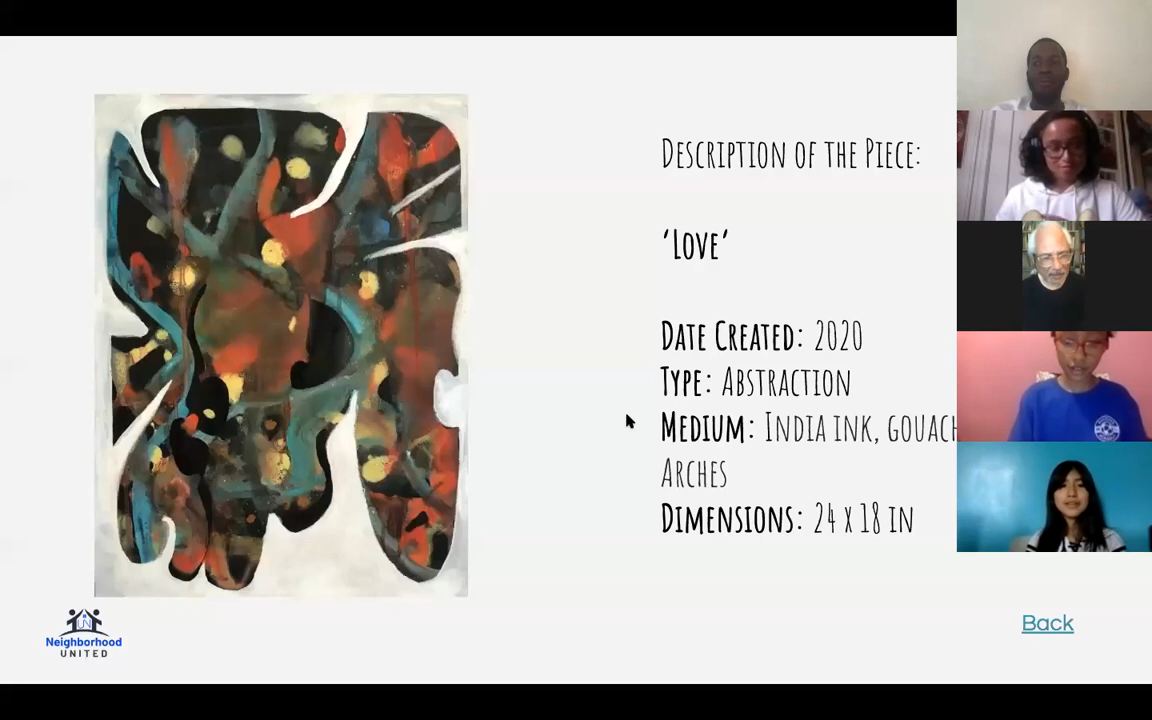 Description of the Piece:
'Love'
Date Created: 2020
Type: Abstraction
Medium: India ink, gouach
Arches
Dimensions: 24 x 18 in
Back
UN
Neighborhood
UNITED